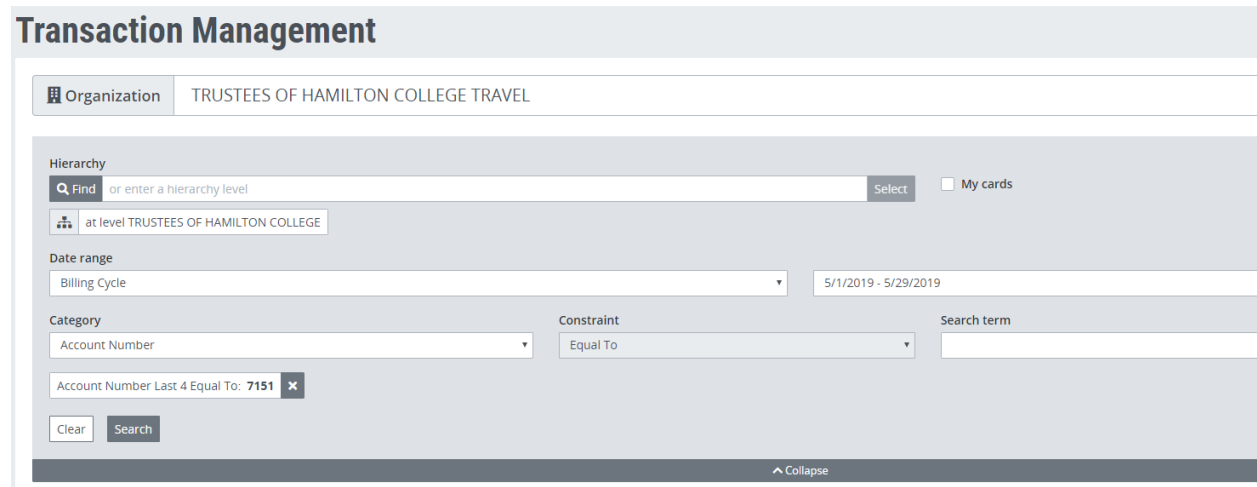 Transaction Management
Organization TRUSTEES OF HAMILTON COLLEGE TRAVEL
Hierarchy
Find or enter a hierarchy level Select My cards
at level TRUSTEES OF HAMILTON COLLEGE
Date range
Billing Cycle 5/1/2019 - 5/29/2019
Category Constraint Search term
Account Number Equal To
Account Number Last 4 Equal To: 7151
Clear Search
Collapse